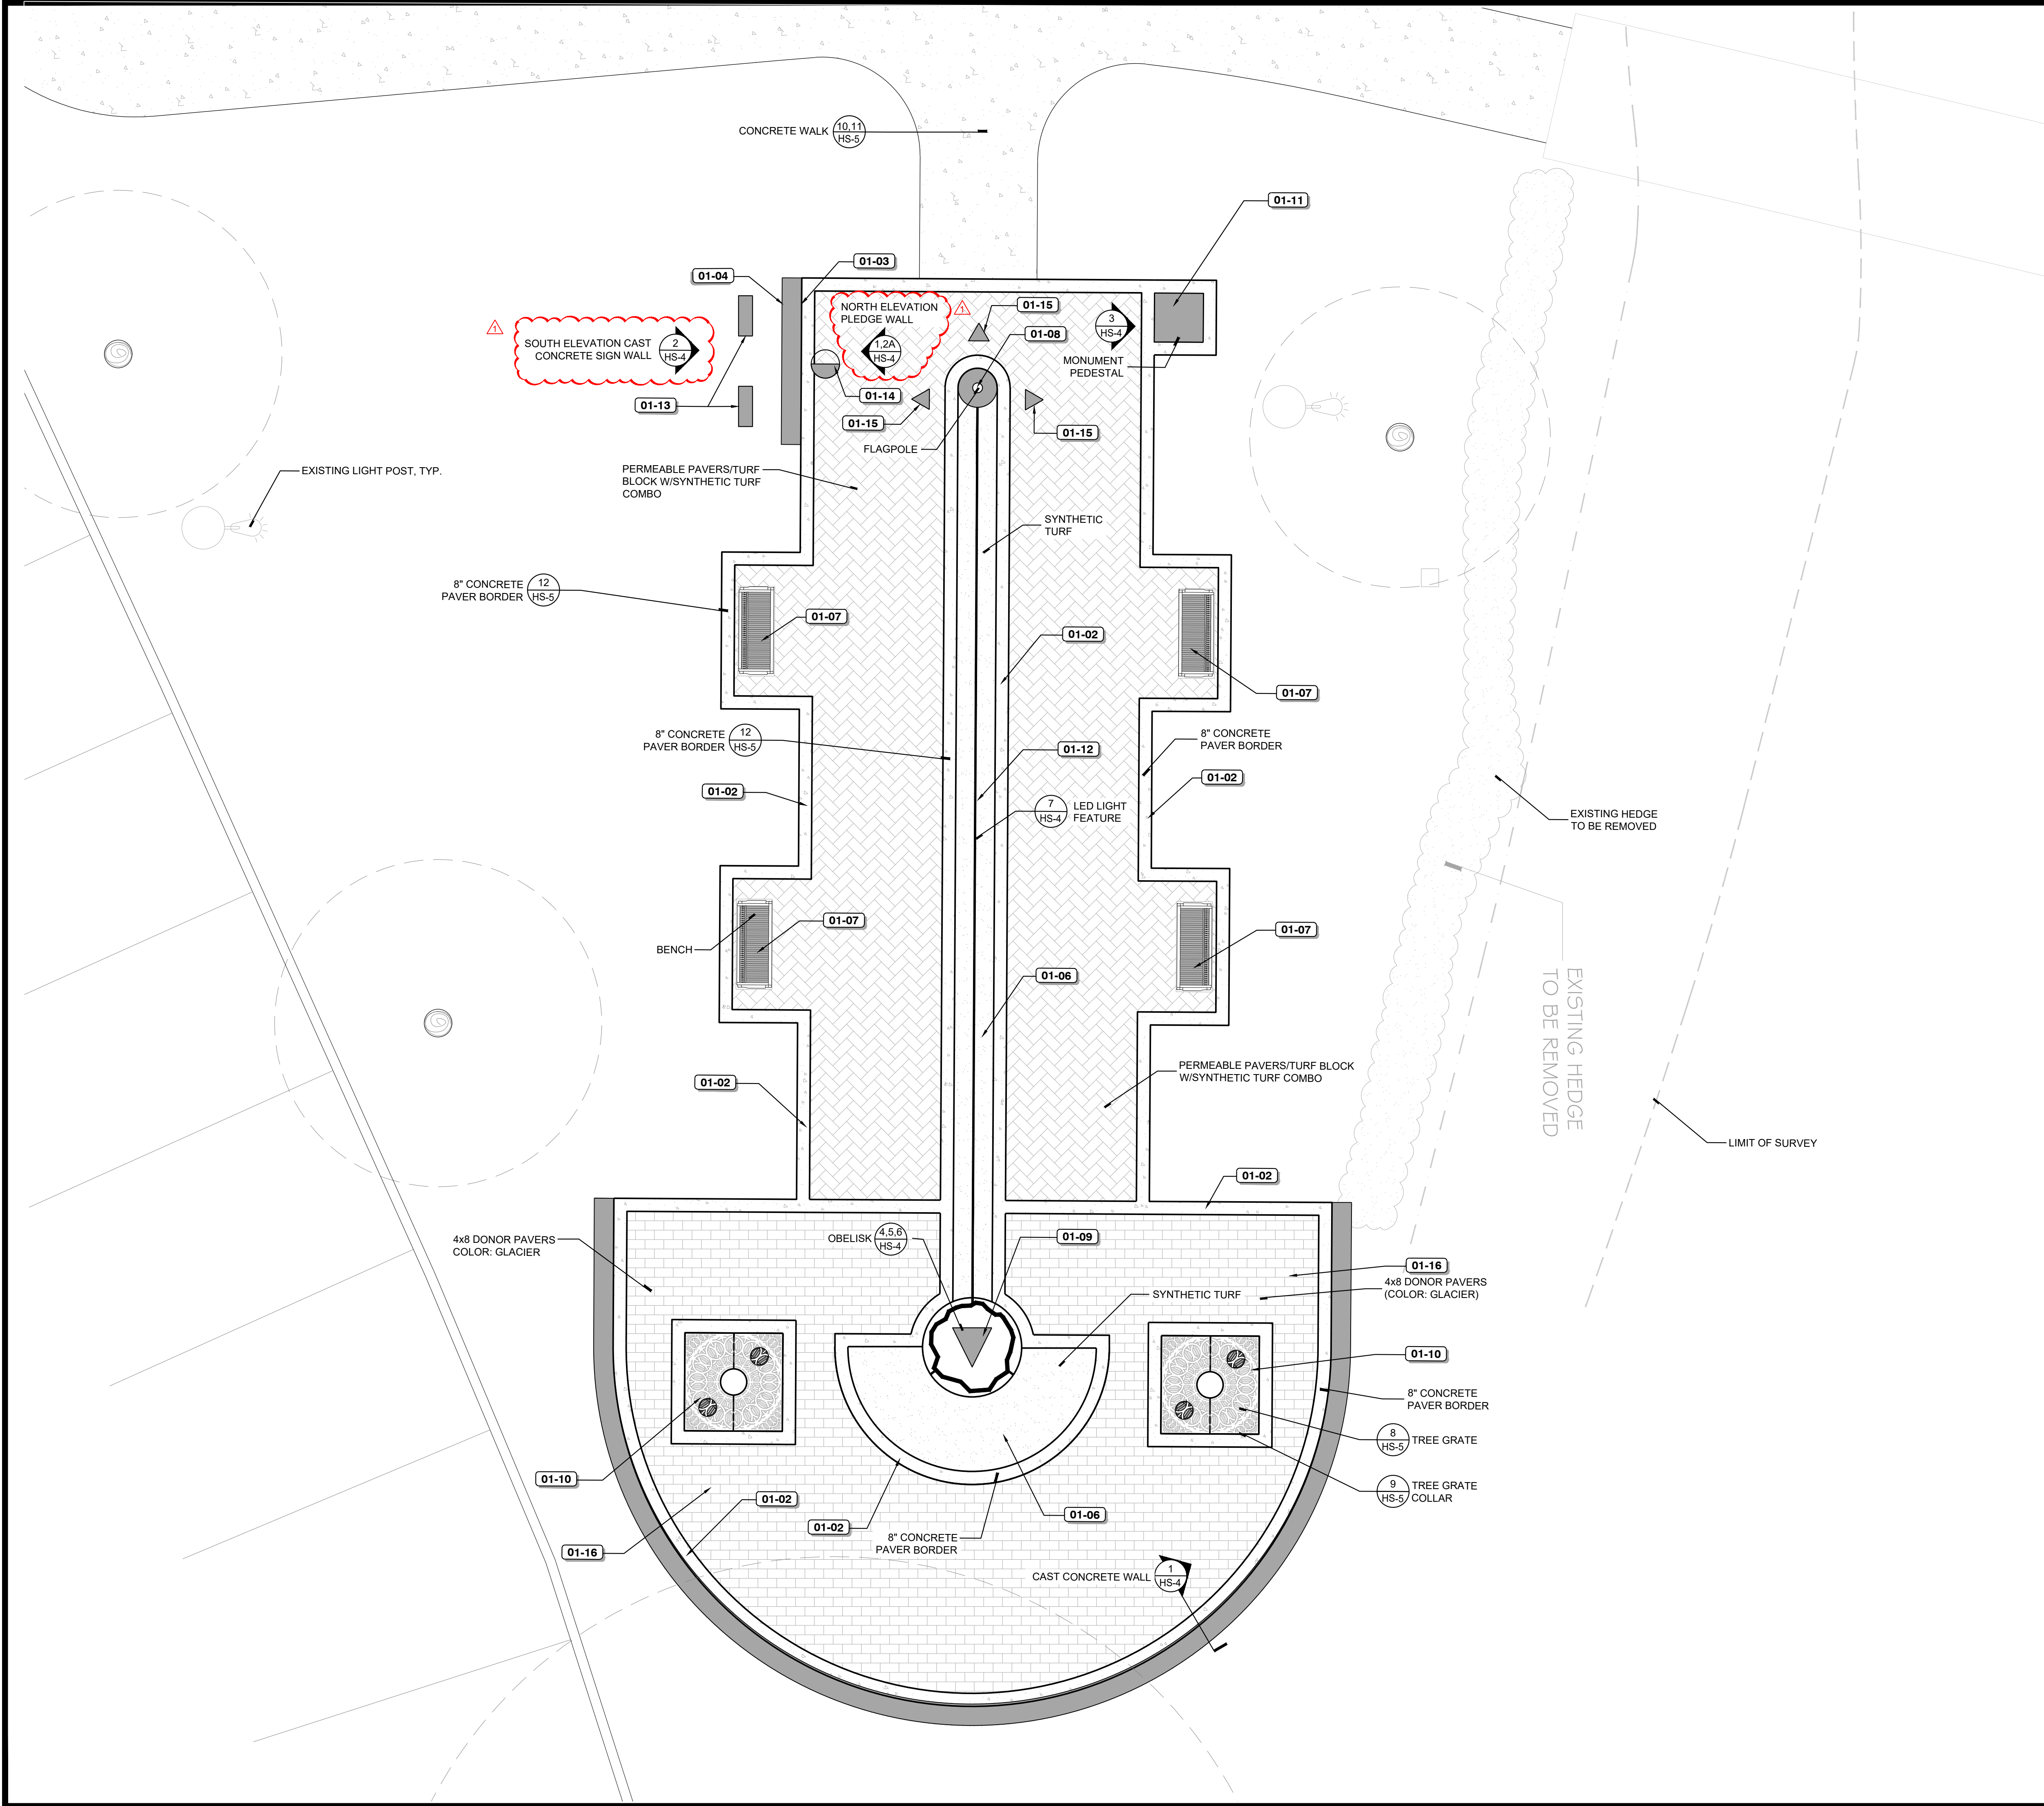 CONCRETE WALK
10,11
HS-5
01-11
01-03
01-04
NORTH ELEVATION
PLEDGE WALL
1
1,2A
HS-4
01-15
01-08
3
HS-4
MONUMENT
PEDESTAL
1
SOUTH ELEVATION CAST
CONCRETE SIGN WALL
2
HS-4
01-14
01-13
01-15
01-15
FLAGPOLE
EXISTING LIGHT POST, TYP.
PERMEABLE PAVERS/TURF
BLOCK W/SYNTHETIC TURF
COMBO
SYNTHETIC
TURF
8" CONCRETE
PAVER BORDER
12
HS-5
01-07
01-02
01-07
8" CONCRETE
PAVER BORDER
12
HS-5
8" CONCRETE
PAVER BORDER
01-12
01-02
01-02
7
HS-4
LED LIGHT
FEATURE
EXISTING HEDGE
TO BE REMOVED
01-07
01-07
BENCH
01-06
EXISTING HEDGE
TO BE REMOVED
01-02
PERMEABLE PAVERS/TURF BLOCK
W/SYNTHETIC TURF COMBO
LIMIT OF SURVEY
01-02
4x8 DONOR PAVERS
COLOR: GLACIER
OBELISK
4,5,6
HS-4
01-09
01-16
4x8 DONOR PAVERS
(COLOR: GLACIER)
SYNTHETIC TURF
01-10
8" CONCRETE
PAVER BORDER
8
HS-5
TREE GRATE
9
HS-5
TREE GRATE
COLLAR
01-10
01-02
01-02
01-06
8" CONCRETE
PAVER BORDER
01-16
CAST CONCRETE WALL
1
HS-4